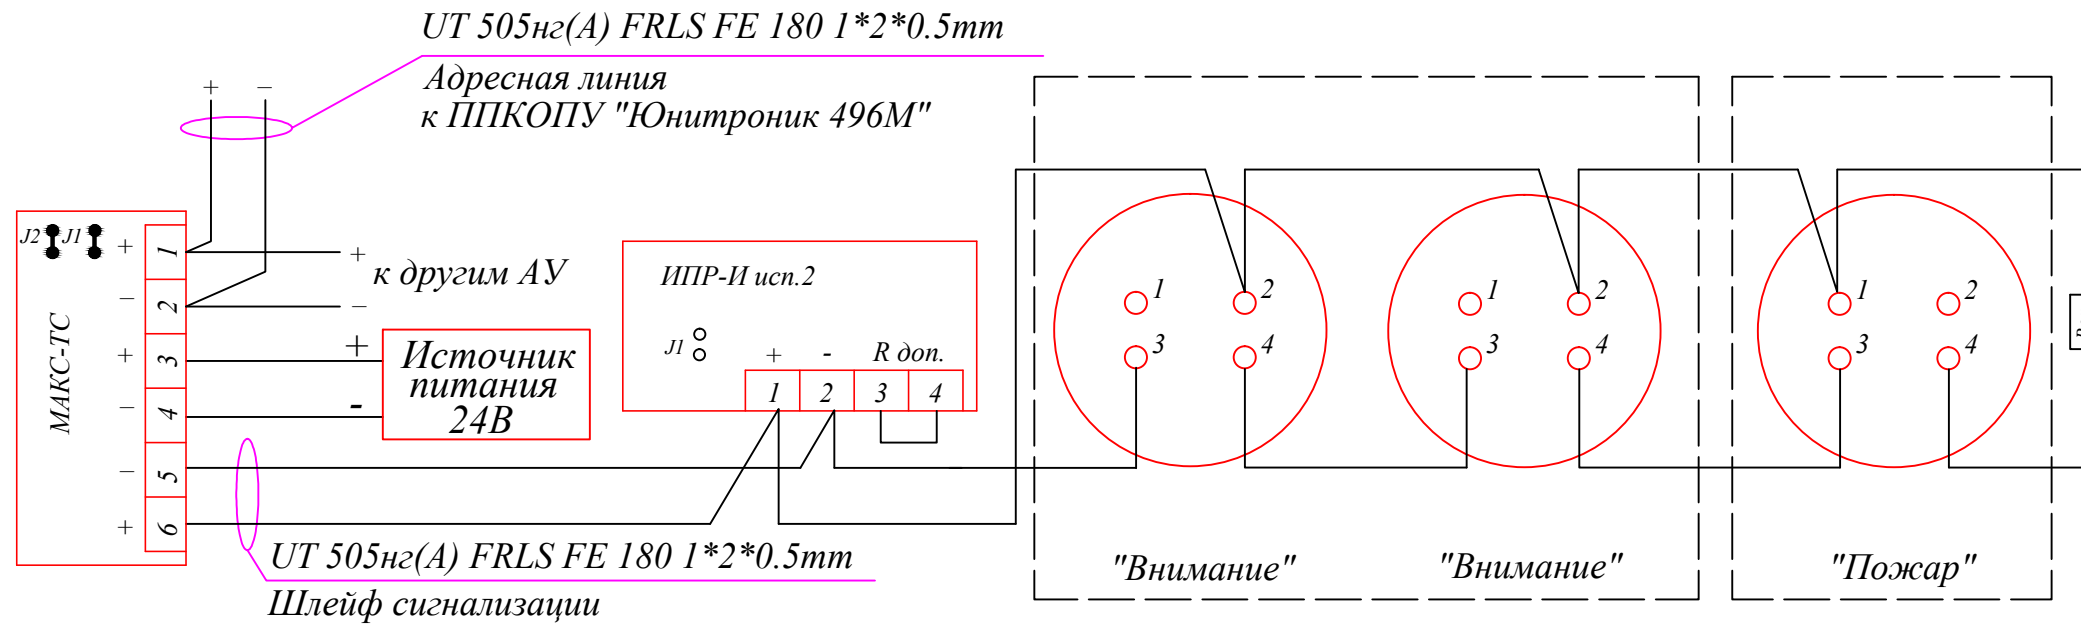 UT 505нг(А) FRLS FE 180 1*2*0.5mm
Адресная линия
к ППКОПУ "Юнитроник 496М"
+ −
J2 J1
+ 1
− 2
+ 3
− 4
− 5
+ 6
МАКС-ТС
+
к другим АУ
−
+
-
Источник
питания
24В
ИПР-И исп.2
J1
+ - R доп.
1 2 3 4
1 2
3 4
"Внимание"
1 2
3 4
"Внимание"
1 2
3 4
"Пожар"
UT 505нг(А) FRLS FE 180 1*2*0.5mm
Шлейф сигнализации